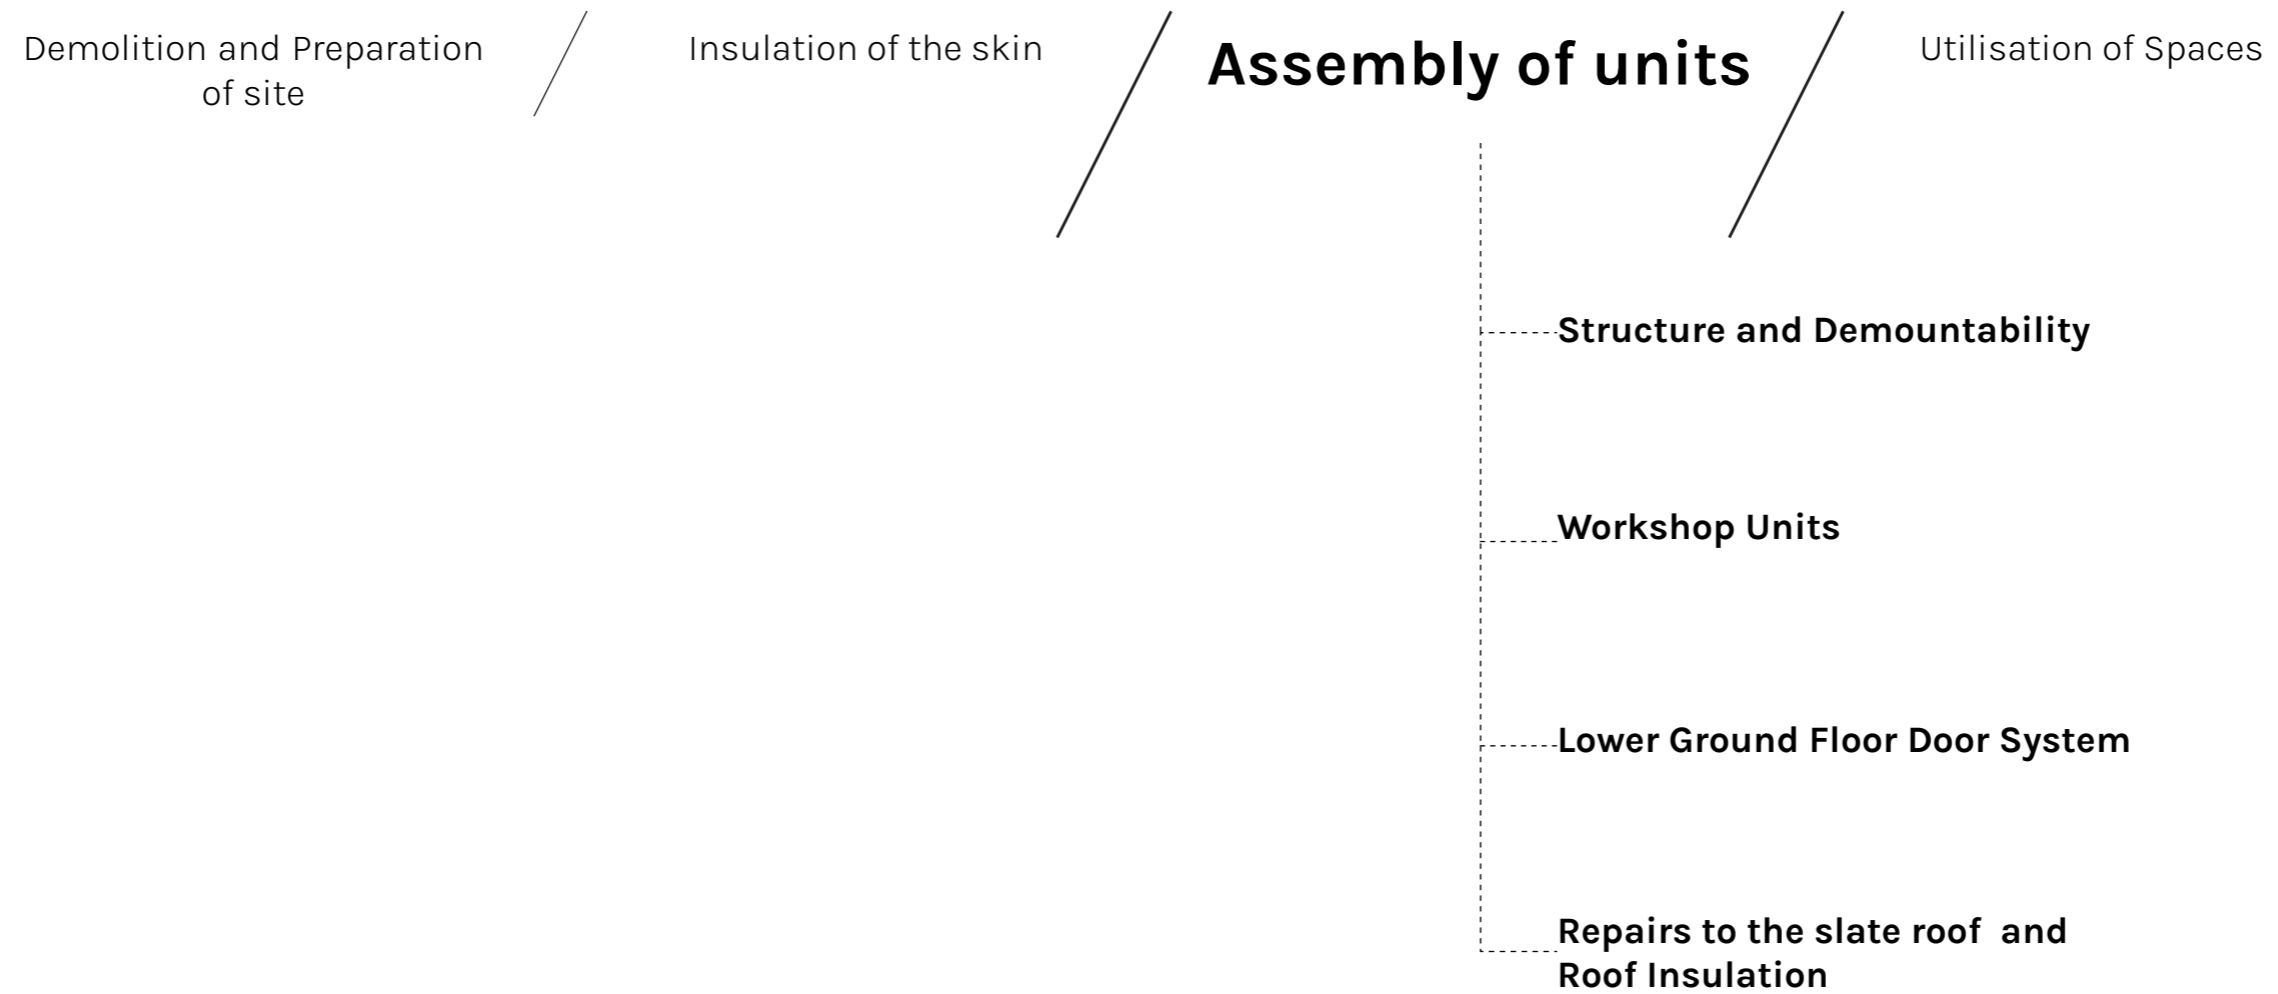 Demolition and Preparation
of site
Insulation of the skin
Assembly of units
Utilisation of Spaces
Structure and Demountability
Workshop Units
Lower Ground Floor Door System
Repairs to the slate roof  and
Roof Insulation